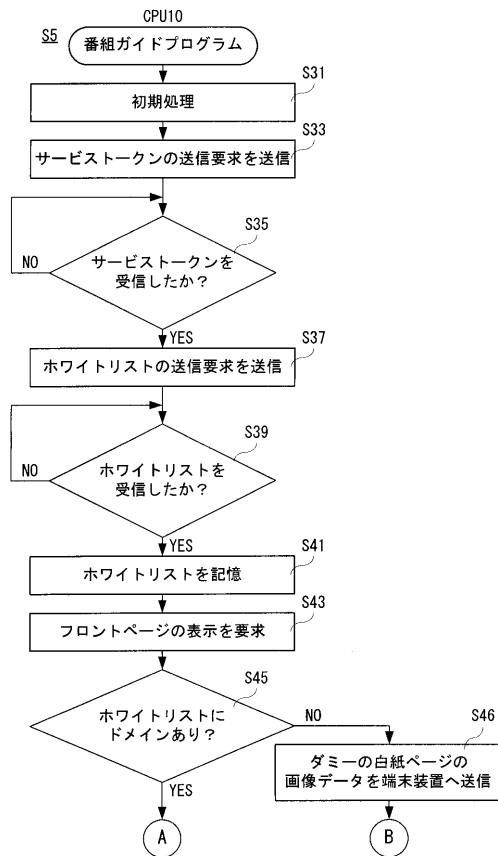 CPU10
S5
番組ガイドプログラム
S31
初期処理
S33
サービストークンの送信要求を送信
S35
サービストークンを
受信したか？
NO
YES
S37
ホワイトリストの送信要求を送信
S39
ホワイトリストを
受信したか？
NO
YES
S41
ホワイトリストを記憶
S43
フロントページの表示を要求
S45
ホワイトリストに
ドメインあり？
NO
S46
ダミーの白紙ページの
画像データを端末装置へ送信
YES
A
B